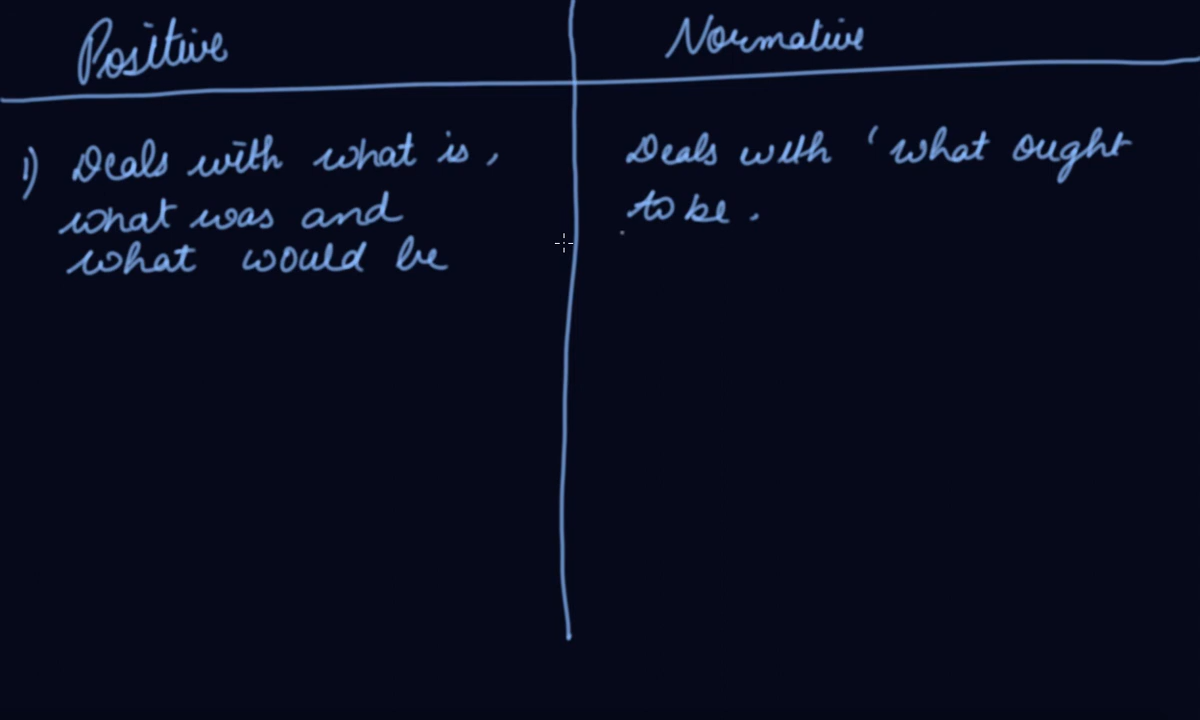 Positive
Normative
1) Deals with what is,
what was and
what would be
Deals with 'what ought
to be.